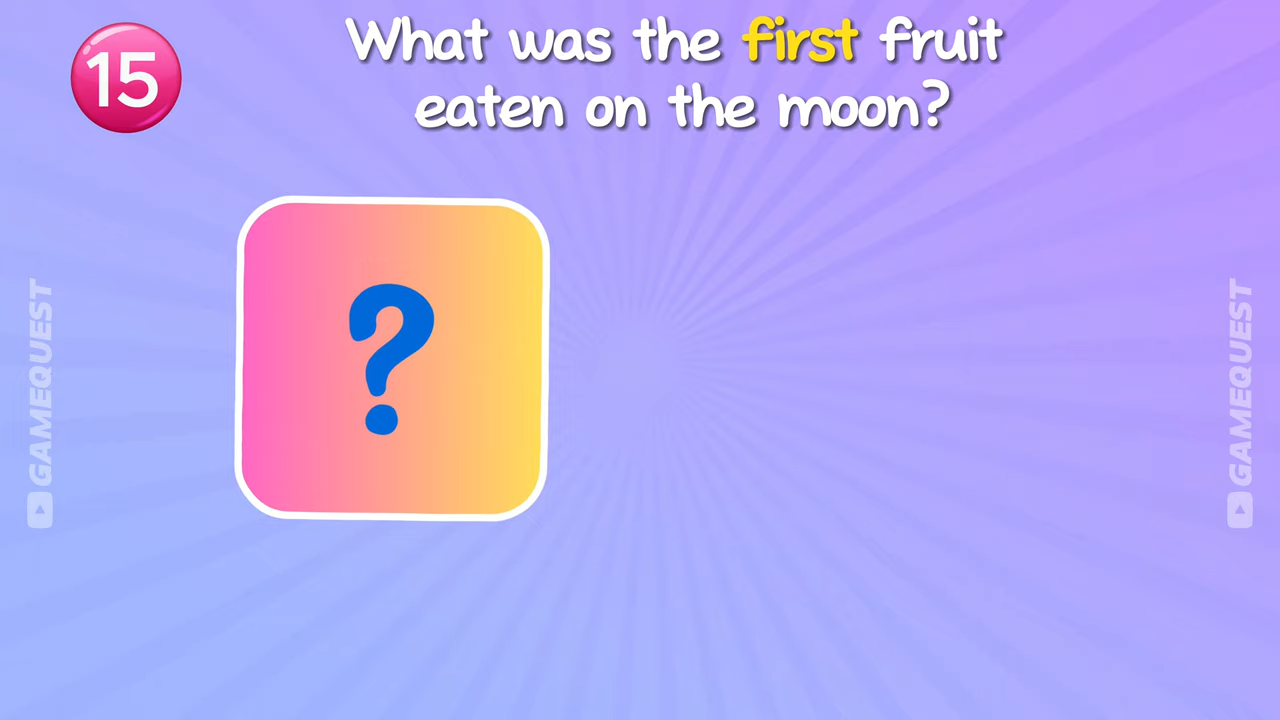 15
What was the first fruit
eaten on the moon?
?
GAMEQUEST
GAMEQUEST